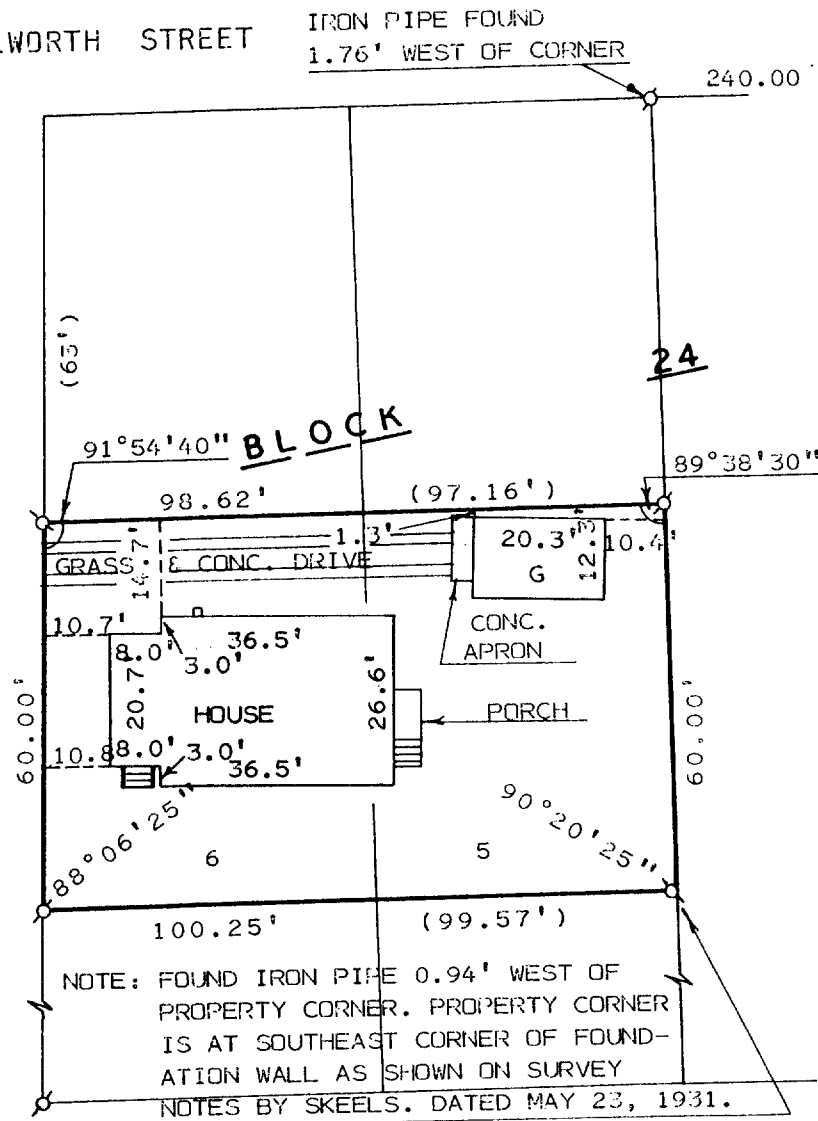 LWORTH STREET
IRON PIPE FOUND
1.76' WEST OF CORNER
240.00
(63')
24
91°54'40"
BLOCK
89°38'30"
98.62'
(97.16')
1.3'
20.3'
12.3'
10.4'
14.7'
GRASS & CONC. DRIVE
G
CONC.
APRON
10.7'
8.0'
3.0'
36.5'
20.7'
HOUSE
26.6'
PORCH
60.00'
60.00'
10.8
8.0'
3.0'
36.5'
88°06'25"
90°20'25"
6
5
100.25'
(99.57')
NOTE: FOUND IRON PIPE 0.94' WEST OF
PROPERTY CORNER. PROPERTY CORNER
IS AT SOUTHEAST CORNER OF FOUND-
ATION WALL AS SHOWN ON SURVEY
NOTES BY SKEELS. DATED MAY 23, 1931.